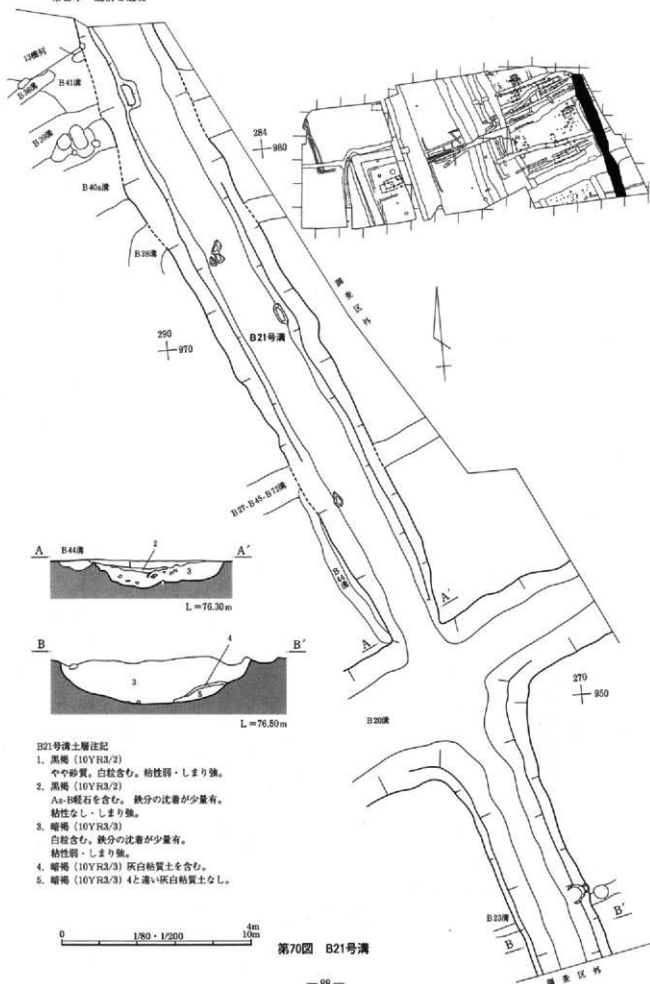 B41溝
B39溝
B40a溝
B38溝
284
980
調査区外
290
970
B21号溝
B27・B45・B72溝
B44溝
A
A′
A B44溝 2 A′
1
3
L=76.30m
B 4 B′
3
5
L=76.50m
270
950
B20溝
B23溝
B
B′
調査区外
B21号溝土層注記
1. 黒褐（10YR3/2）
やや砂質。白粒含む。粘性弱・しまり強。
2. 黒褐（10YR3/2）
As-B軽石を含む。 鉄分の沈着が少量有。
粘性なし・しまり強。
3. 暗褐（10YR3/3）
白粒含む。鉄分の沈着が少量有。
粘性弱・しまり強。
4. 暗褐（10YR3/3）灰白粘質土を含む。
5. 暗褐（10YR3/3）4と違い灰白粘質土なし。
0 1/80・1/200 4m
10m
第70図 B21号溝
—88—